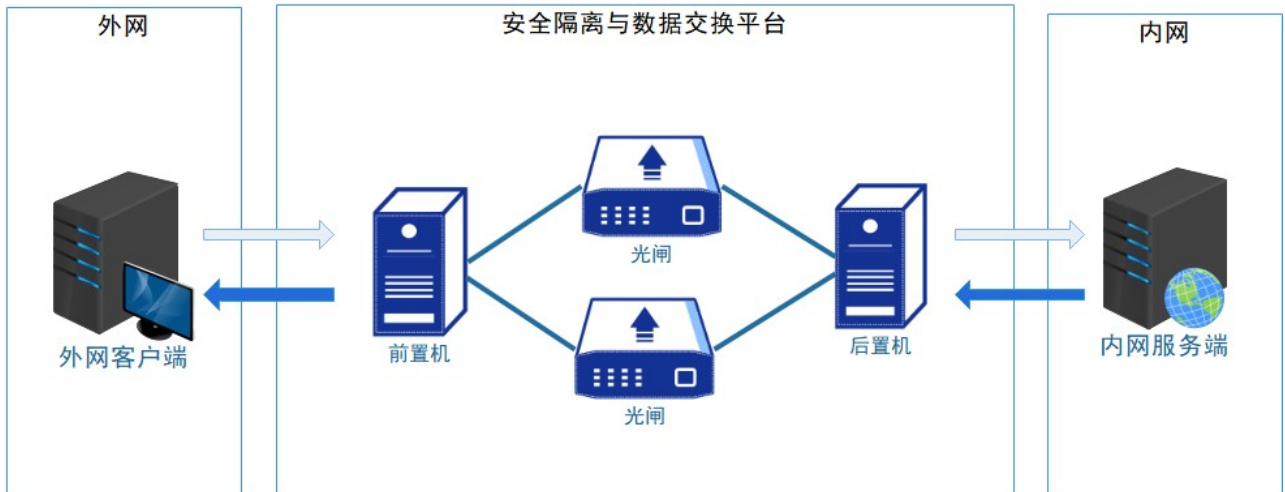 外网
安全隔离与数据交换平台
内网
光闸
外网客户端
前置机
后置机
内网服务端
光闸